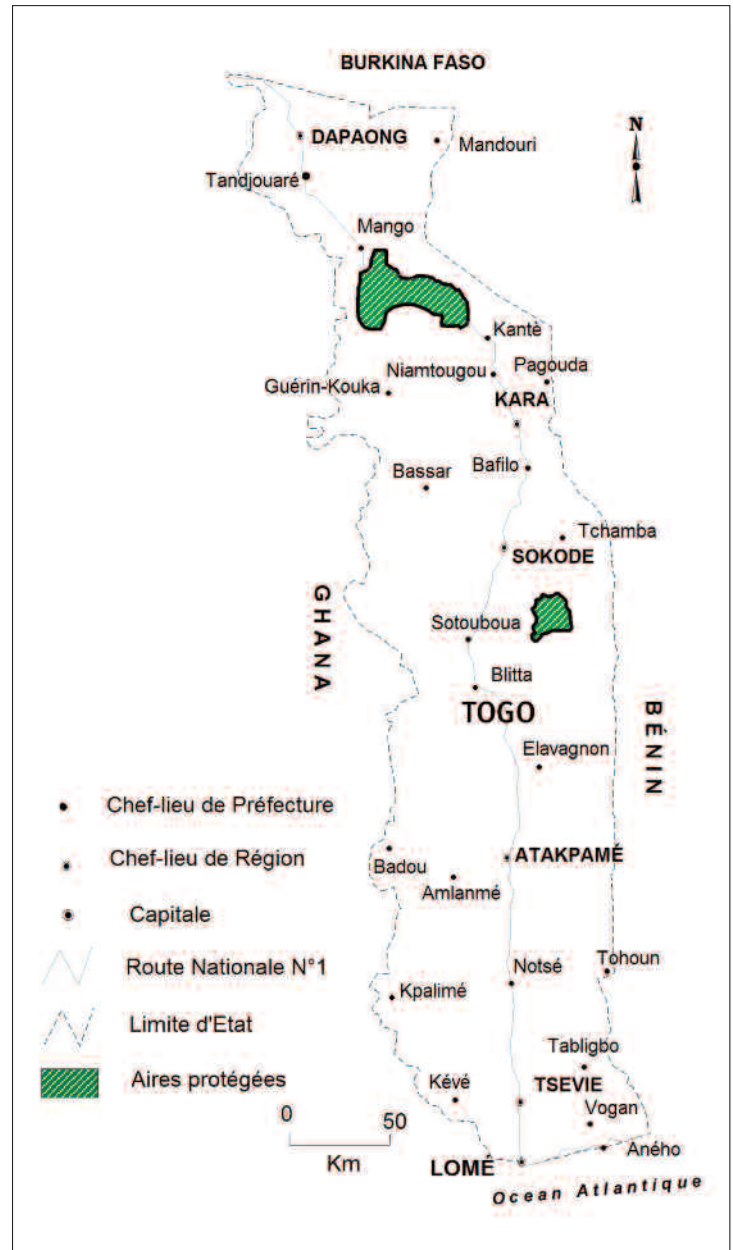 BURKINA FASO
N
DAPAONG
Mandouri
Tandjouaré
Mango
Kantè
Niamtougou
Pagouda
Guérin-Kouka
KARA
Bassar
Bafilo
Tchamba
SOKODE
GHANA
Sotouboua
Blitta
TOGO
BÉNIN
Elavagnon
Chef-lieu de Préfecture
Chef-lieu de Région
ATAKPAMÉ
Badou
Amlanmé
Capitale
Route Nationale N°1
Notsé
Tohoun
Kpalimé
Limite d'Etat
Tabligbo
Aires protégées
Kévé
TSEVIE
Vogan
0 50
Km
LOMÉ
Aného
Ocean Atlantique